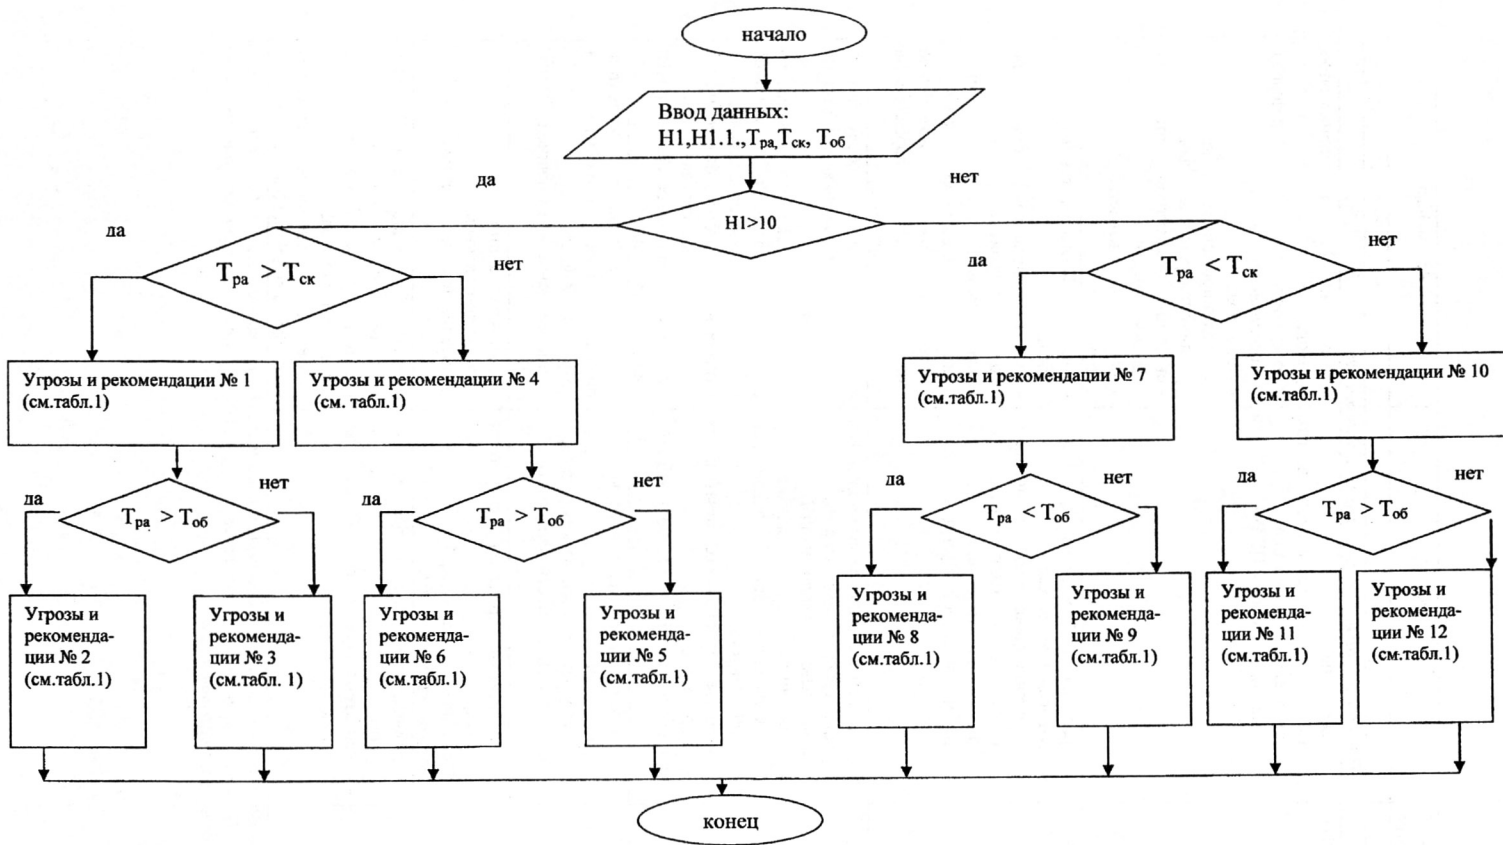 начало
Ввод данных:
Н1,Н1.1.,Tра,Tск, Tоб
да
нет
Н1>10
да
Tра > Tск
нет
да
Tра < Tск
нет
Угрозы и рекомендации № 1
(см.табл.1)
Угрозы и рекомендации № 4
(см. табл.1)
Угрозы и рекомендации № 7
(см.табл.1)
Угрозы и рекомендации № 10
(см.табл.1)
да
Tра > Tоб
нет
да
Tра > Tоб
нет
да
Tра < Tоб
нет
да
Tра > Tоб
нет
Угрозы и
рекоменда-
ции № 2
(см.табл.1)
Угрозы и
рекоменда-
ции № 3
(см.табл. 1)
Угрозы и
рекоменда-
ции № 6
(см.табл.1)
Угрозы и
рекоменда-
ции № 5
(см.табл.1)
Угрозы и
рекоменда-
ции № 8
(см.табл.1)
Угрозы и
рекоменда-
ции № 9
(см.табл.1)
Угрозы и
рекоменда-
ции № 11
(см.табл.1)
Угрозы и
рекоменда-
ции № 12
(см.табл.1)
конец